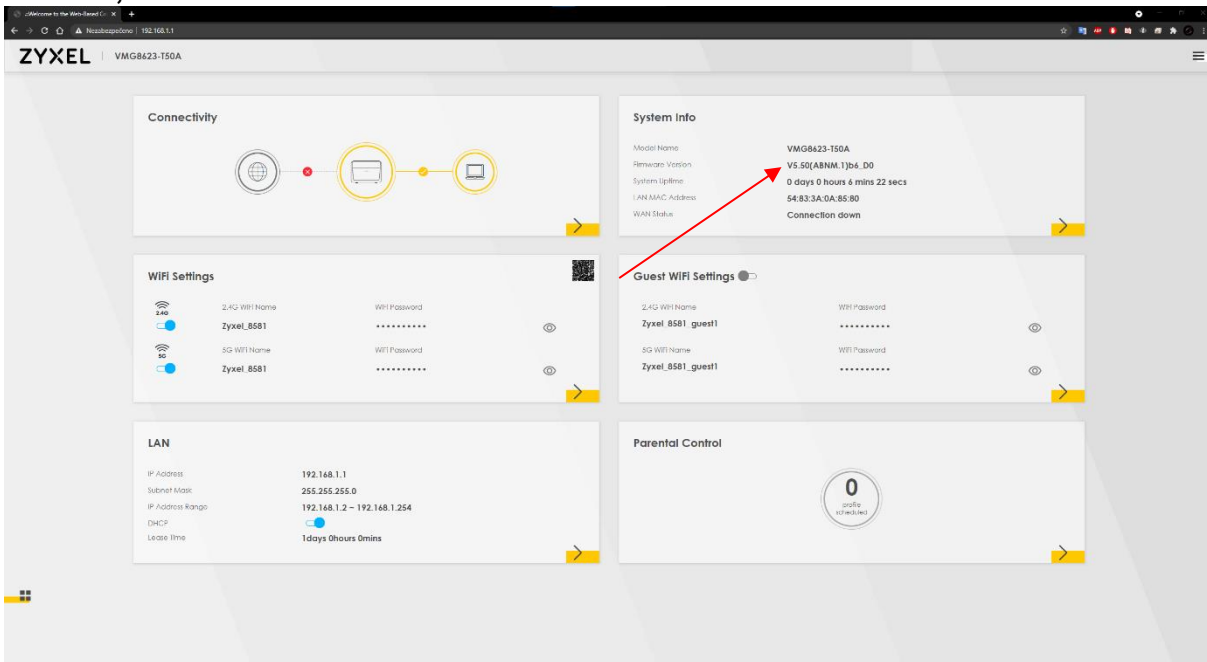 :::Welcome to the Web-Based Co
Nezabezpečeno | 192.168.1.1
ZYXEL VMG8623-T50A
Connectivity
System Info
Model Name VMG8623-T50A
Firmware Version V5.50(ABNM.1)b6_D0
System Uptime 0 days 0 hours 6 mins 22 secs
LAN MAC Address 54:83:3A:0A:85:80
WAN Status Connection down
WiFi Settings
2.4G
2.4G WiFi Name WiFi Password
Zyxel_8581 ••••••••••
5G
5G WiFi Name WiFi Password
Zyxel_8581 ••••••••••
Guest WiFi Settings
2.4G WiFi Name WiFi Password
Zyxel_8581_guest1 ••••••••••
5G WiFi Name WiFi Password
Zyxel_8581_guest1 ••••••••••
LAN
IP Address 192.168.1.1
Subnet Mask 255.255.255.0
IP Address Range 192.168.1.2 ~ 192.168.1.254
DHCP
Lease Time 1days 0hours 0mins
Parental Control
0
profile
scheduled